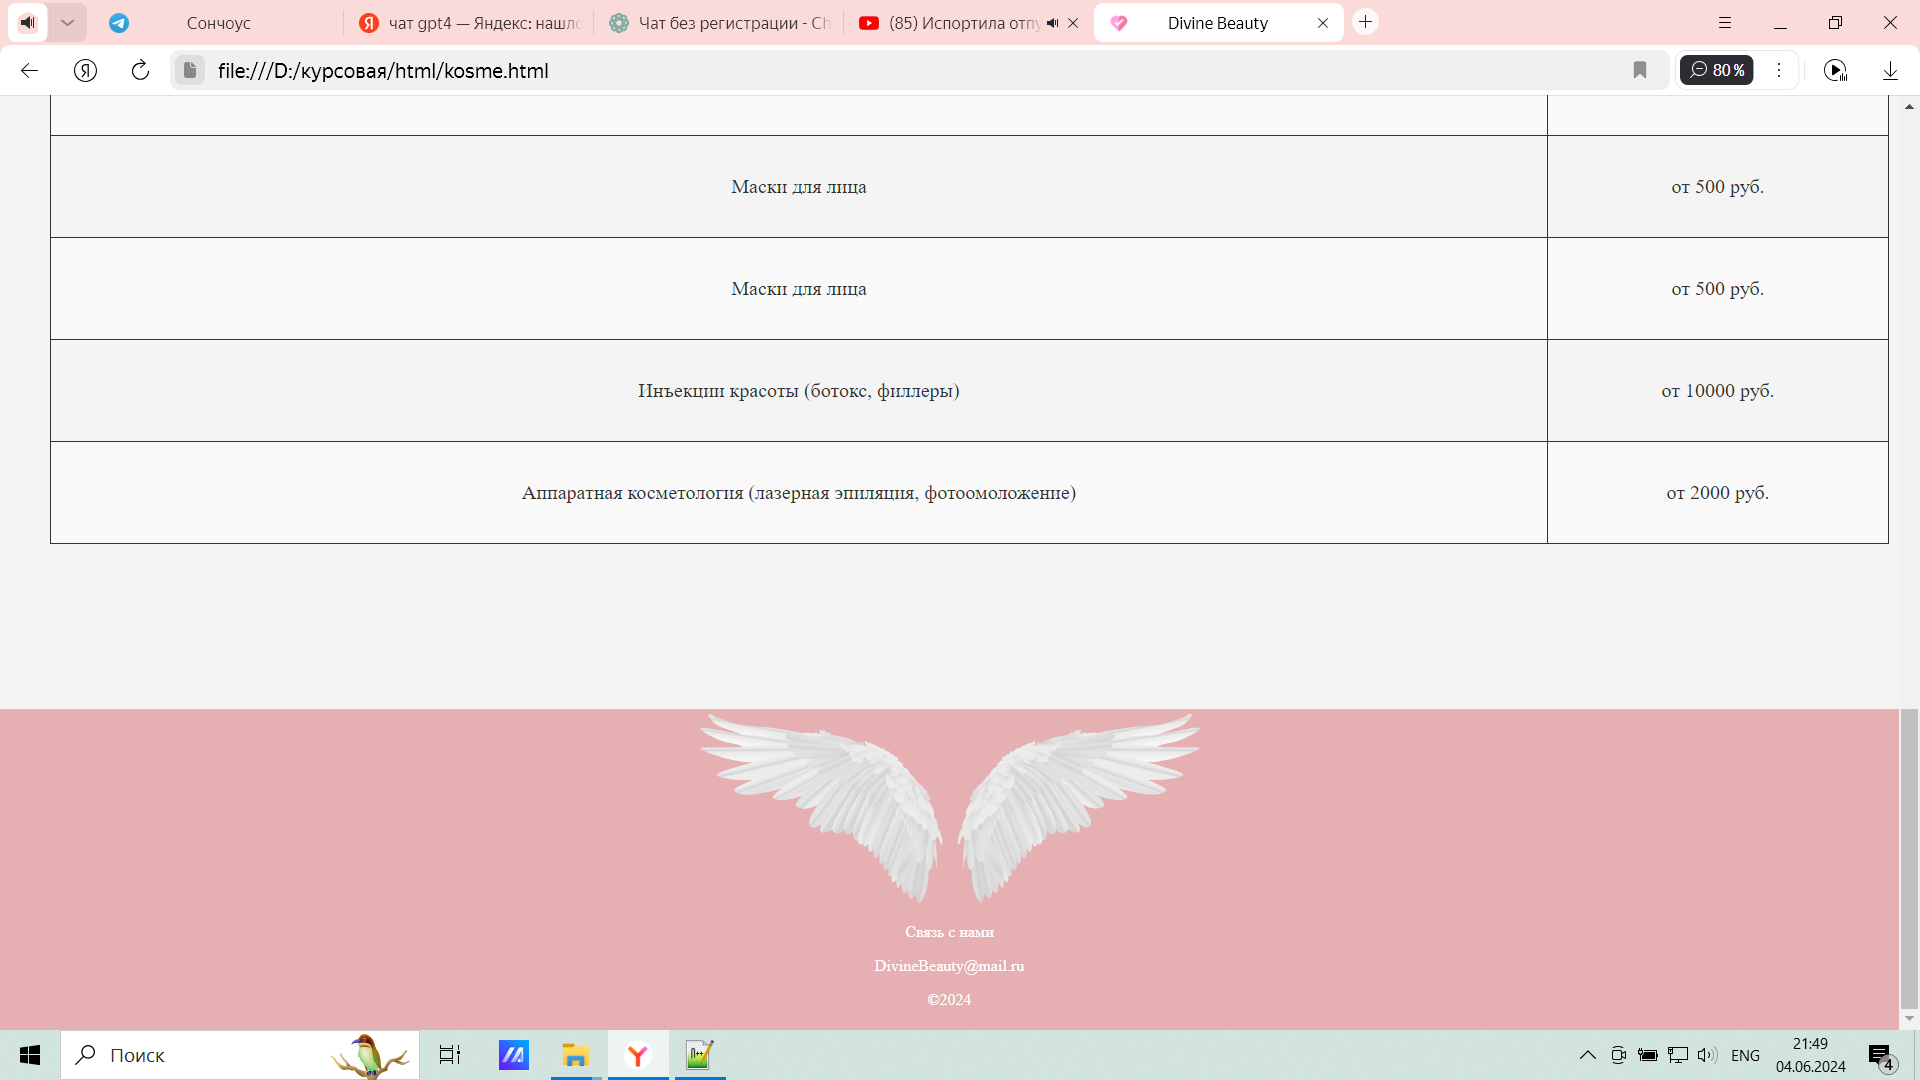 Сончоус
Я чат gpt4 — Яндекс: нашло
Чат без регистрации - Ch
(85) Испортила отпу
Divine Beauty
Я
file:///D:/курсовая/html/kosme.html
80%
Маски для лица от 500 руб.
Маски для лица от 500 руб.
Инъекции красоты (ботокс, филлеры) от 10000 руб.
Аппаратная косметология (лазерная эпиляция, фотоомоложение) от 2000 руб.
Связь с нами
DivineBeauty@mail.ru
©2024
Поиск
ENG
21:49
04.06.2024
4